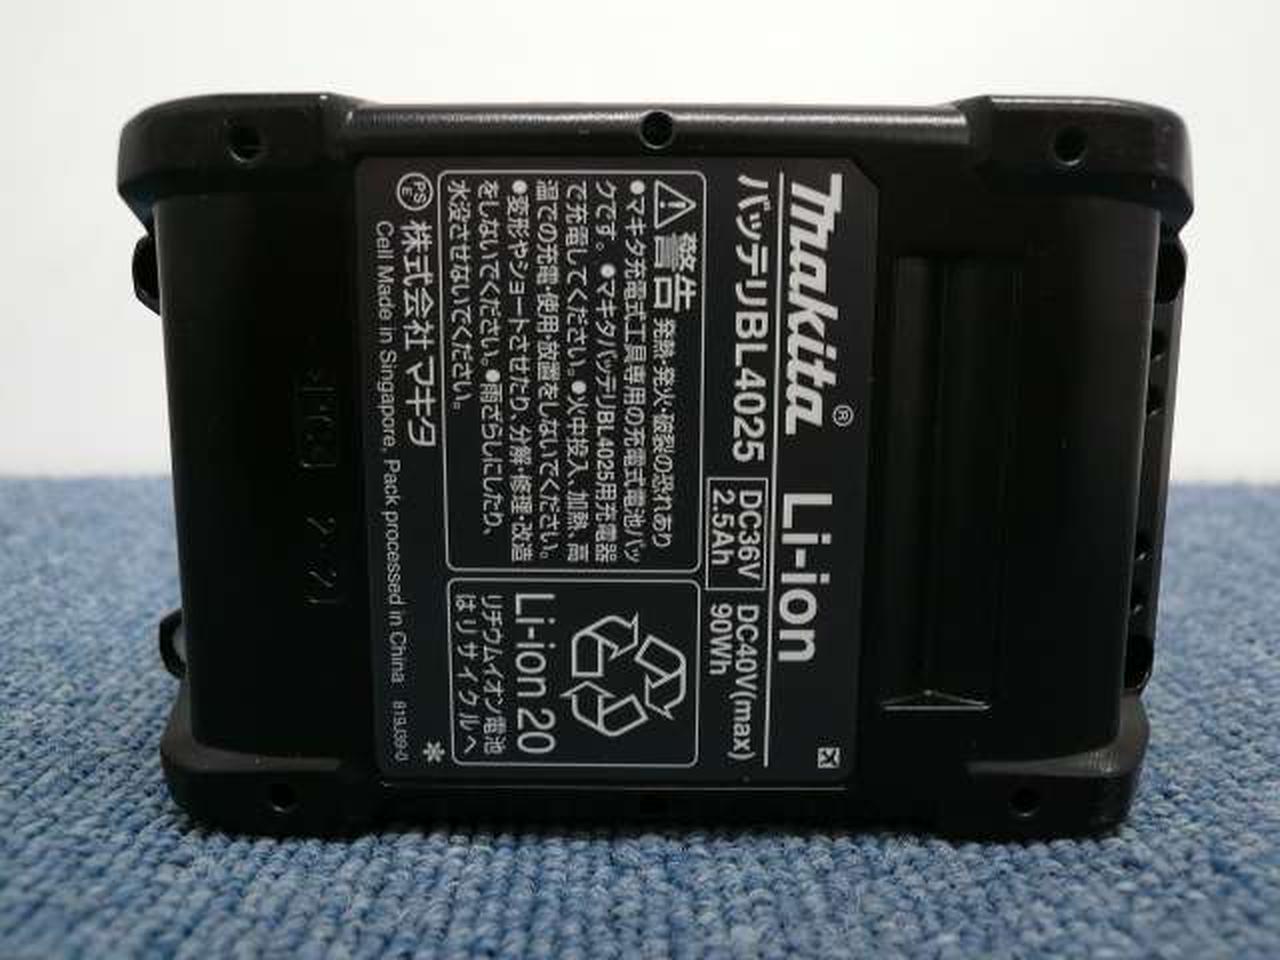 Makita® Li-ion
バッテリBL4025 DC36V 2.5Ah DC40V(max) 90Wh
警告 発熱・発火・破裂の恐れあり
●マキタ充電式工具専用の充電式電池パッ
クです。●マキタバッテリBL4025用充電器
で充電してください。●火中投入、加熱、高
温での充電・使用・放置をしないでください。
●変形やショートさせたり、分解・修理・改造
をしないでください。●雨ざらしにしたり、
水没させないでください。
Li-ion 20
リチウムイオン電池
はリサイクルへ
PS
E
株式会社 マキタ
Cell Made in Singapore, Pack processed in China
*